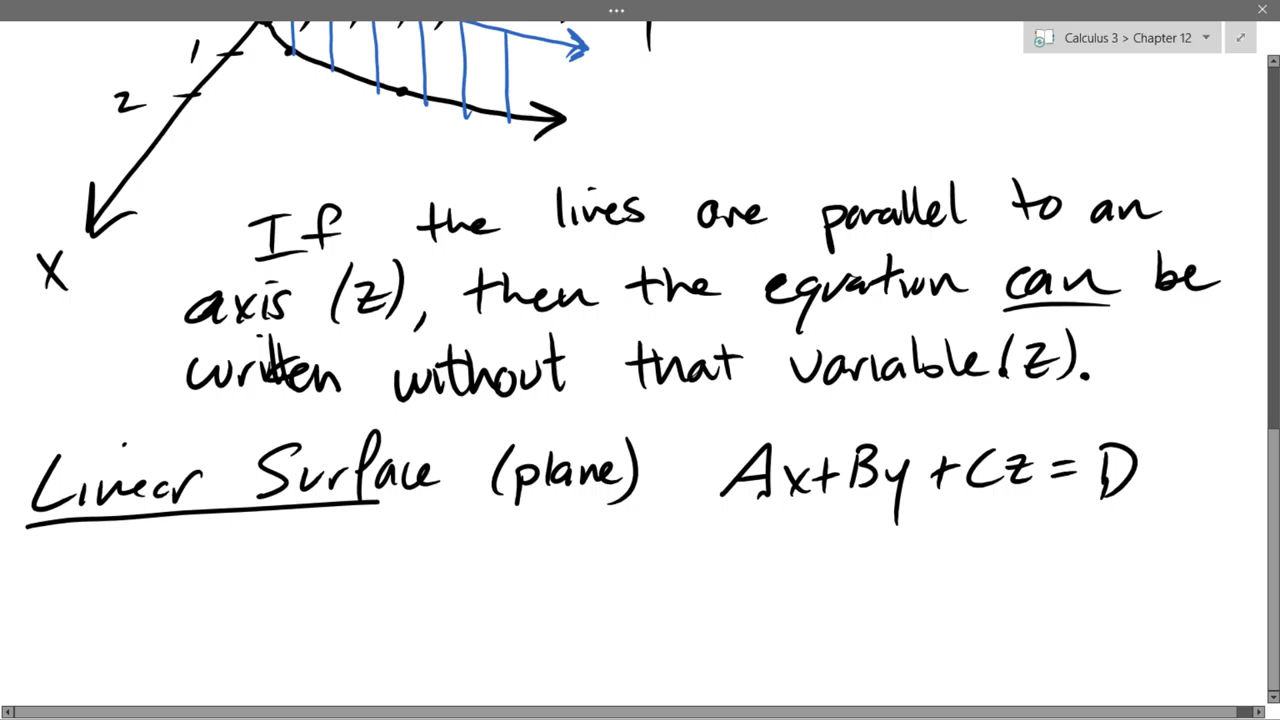 Calculus 3 > Chapter 12
1
2
X
If the lines are parallel to an
axis (z), then the equation can be
written without that variable (z).
Linear Surface (plane) Ax+By+Cz=D